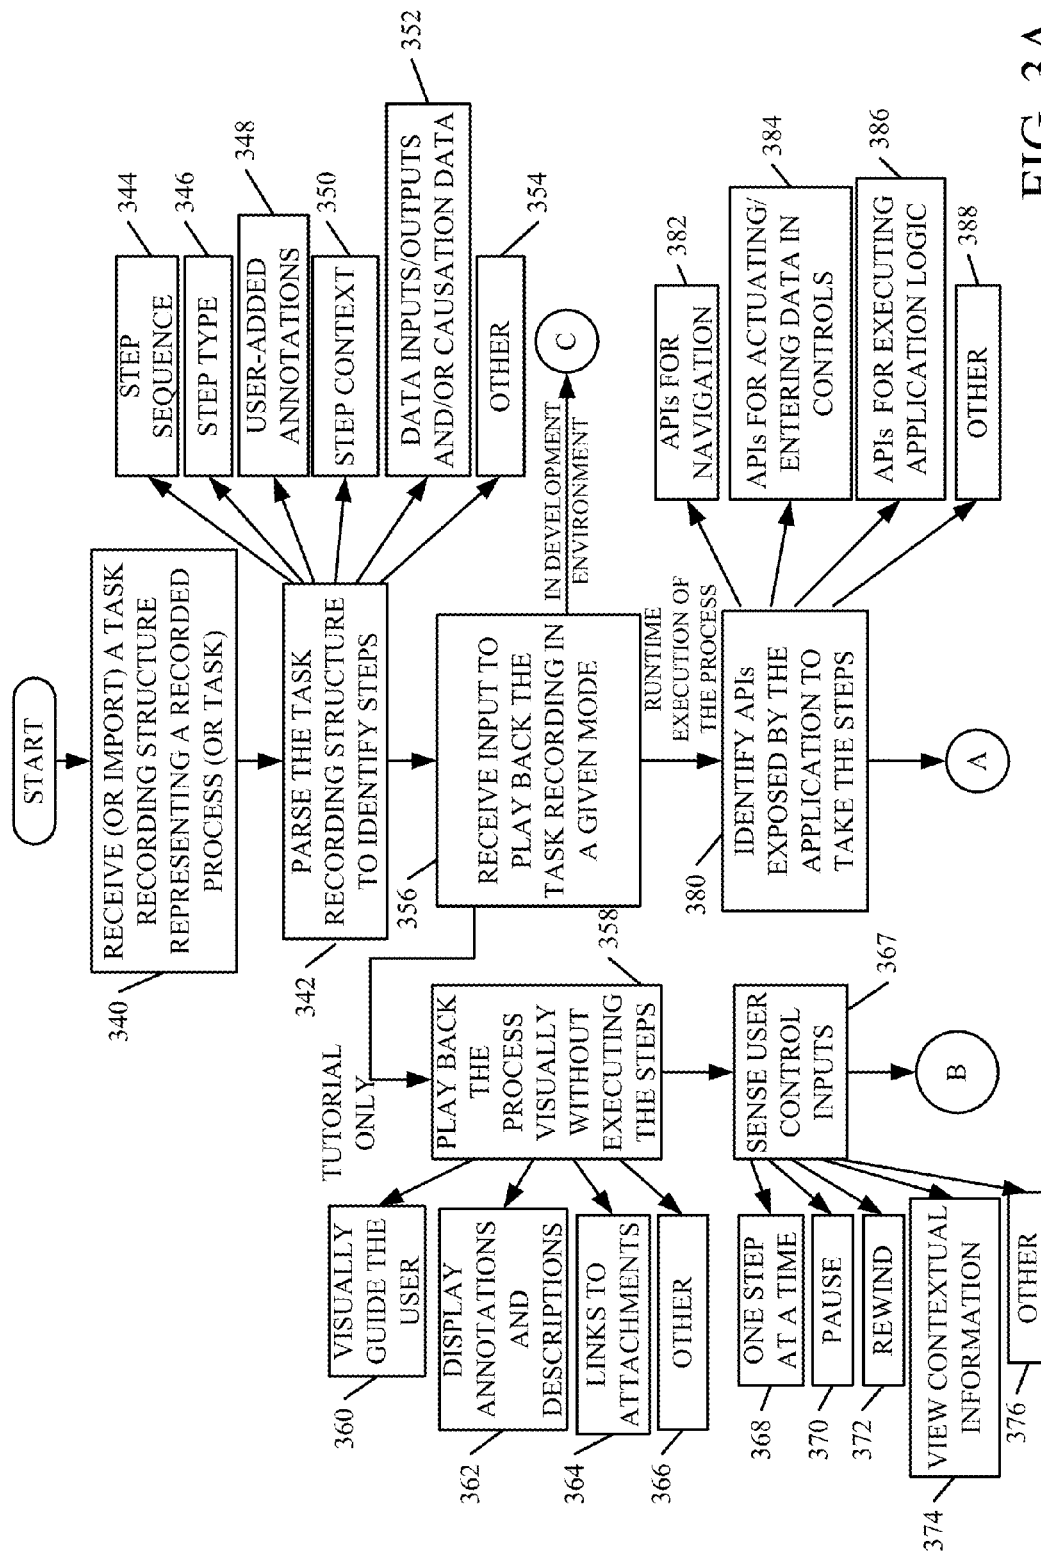 START
RECEIVE (OR IMPORT) A TASK
RECORDING STRUCTURE
REPRESENTING A RECORDED
PROCESS (OR TASK)
340
PARSE THE TASK
RECORDING STRUCTURE
TO IDENTIFY STEPS
342
STEP
SEQUENCE
344
STEP TYPE
346
USER-ADDED
ANNOTATIONS
348
STEP CONTEXT
350
DATA INPUTS/OUTPUTS
AND/OR CAUSATION DATA
352
OTHER
354
356
RECEIVE INPUT TO
PLAY BACK THE
TASK RECORDING IN
A GIVEN MODE
IN DEVELOPMENT
ENVIRONMENT
C
TUTORIAL
ONLY
358
PLAY BACK
THE
PROCESS
VISUALLY
WITHOUT
EXECUTING
THE STEPS
VISUALLY
GUIDE THE
USER
360
DISPLAY
ANNOTATIONS
AND
DESCRIPTIONS
362
LINKS TO
ATTACHMENTS
364
OTHER
366
SENSE USER
CONTROL
INPUTS
367
ONE STEP
AT A TIME
368
PAUSE
370
REWIND
372
VIEW CONTEXTUAL
INFORMATION
374
OTHER
376
B
RUNTIME
EXECUTION OF
THE PROCESS
380
IDENTIFY APIs
EXPOSED BY THE
APPLICATION TO
TAKE THE STEPS
APIs FOR
NAVIGATION
382
APIs FOR ACTUATING/
ENTERING DATA IN
CONTROLS
384
APIs FOR EXECUTING
APPLICATION LOGIC
386
OTHER
388
A
FIG. 3A